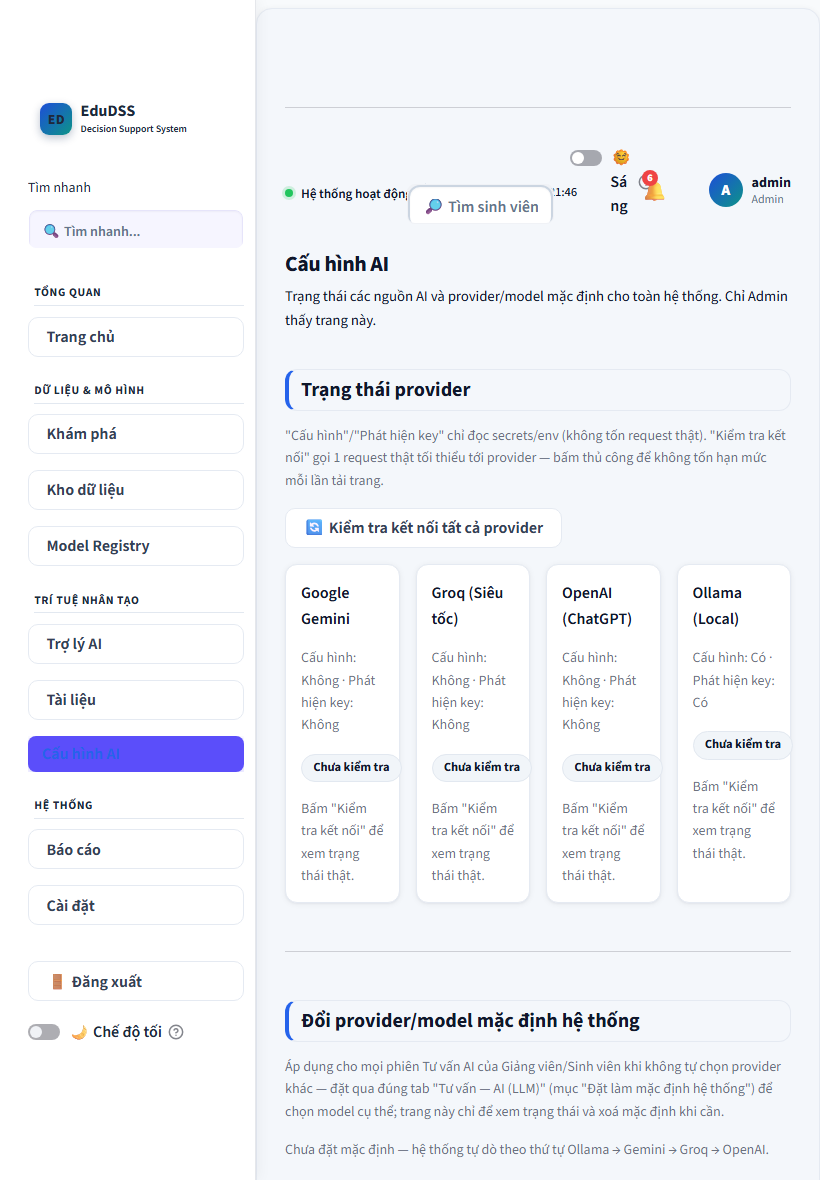 ED
EduDSS
Decision Support System
Tìm nhanh
🔍 Tìm nhanh...
TỔNG QUAN
Trang chủ
DỮ LIỆU & MÔ HÌNH
Khám phá
Kho dữ liệu
Model Registry
TRÍ TUỆ NHÂN TẠO
Trợ lý AI
Tài liệu
Cấu hình AI
HỆ THỐNG
Báo cáo
Cài đặt
🚪 Đăng xuất
🌙 Chế độ tối
Hệ thống hoạt động
🔎 Tìm sinh viên
1:46
🌞
Sá
ng
6
A
admin
Admin
Cấu hình AI
Trạng thái các nguồn AI và provider/model mặc định cho toàn hệ thống. Chỉ Admin
thấy trang này.
Trạng thái provider
"Cấu hình"/"Phát hiện key" chỉ đọc secrets/env (không tốn request thật). "Kiểm tra kết
nối" gọi 1 request thật tối thiểu tới provider — bấm thủ công để không tốn hạn mức
mỗi lần tải trang.
🔄 Kiểm tra kết nối tất cả provider
Google
Gemini
Cấu hình:
Không · Phát
hiện key:
Không
Chưa kiểm tra
Bấm "Kiểm
tra kết nối" để
xem trạng
thái thật.
Groq (Siêu
tốc)
Cấu hình:
Không · Phát
hiện key:
Không
Chưa kiểm tra
Bấm "Kiểm
tra kết nối" để
xem trạng
thái thật.
OpenAI
(ChatGPT)
Cấu hình:
Không · Phát
hiện key:
Không
Chưa kiểm tra
Bấm "Kiểm
tra kết nối" để
xem trạng
thái thật.
Ollama
(Local)
Cấu hình: Có ·
Phát hiện key:
Có
Chưa kiểm tra
Bấm "Kiểm
tra kết nối" để
xem trạng
thái thật.
Đổi provider/model mặc định hệ thống
Áp dụng cho mọi phiên Tư vấn AI của Giảng viên/Sinh viên khi không tự chọn provider
khác — đặt qua đúng tab "Tư vấn — AI (LLM)" (mục "Đặt làm mặc định hệ thống") để
chọn model cụ thể; trang này chỉ để xem trạng thái và xoá mặc định khi cần.
Chưa đặt mặc định — hệ thống tự dò theo thứ tự Ollama → Gemini → Groq → OpenAI.